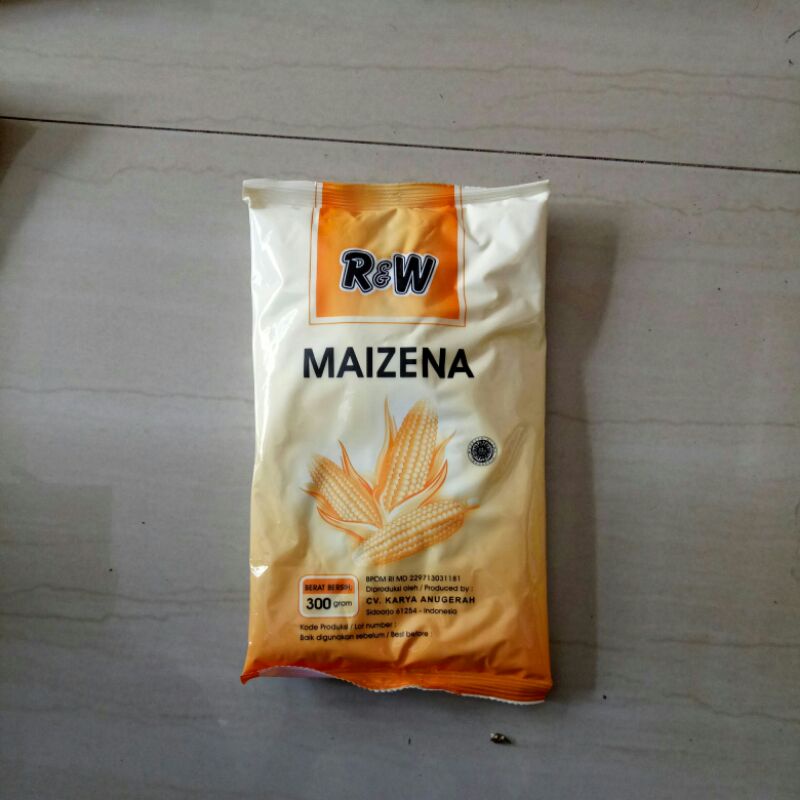 R&W
MAIZENA
BERAT BERSIH:
300 gram
BPOM RI MD 229713031181
Diproduksi oleh / Produced by :
CV. KARYA ANUGERAH
Sidoarjo 61254 - Indonesia
Kode Produksi / Lot number :
Baik digunakan sebelum / Best before :